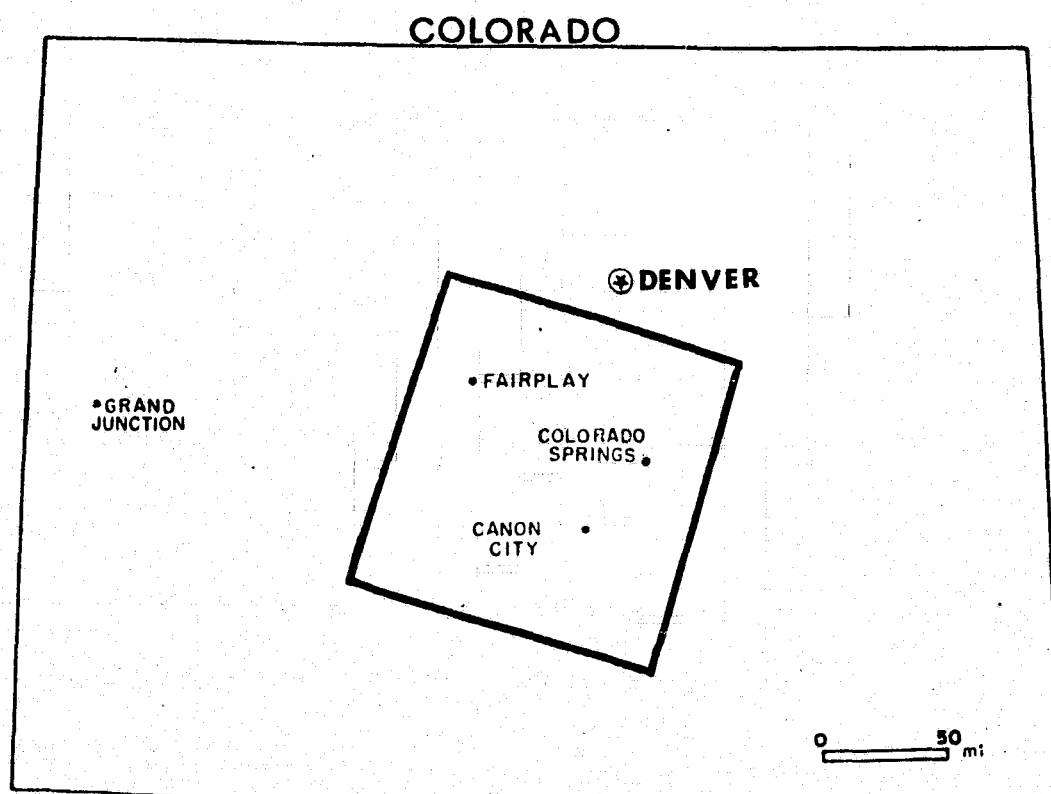 COLORADO
DENVER
FAIRPLAY
GRAND
JUNCTION
COLORADO
SPRINGS
CANON
CITY
0 50 mi